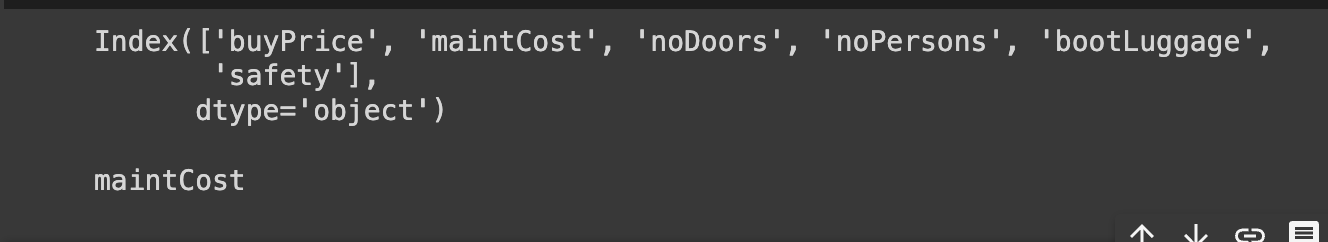 Index(['buyPrice', 'maintCost', 'noDoors', 'noPersons', 'bootLuggage',
'safety'],
dtype='object')
maintCost